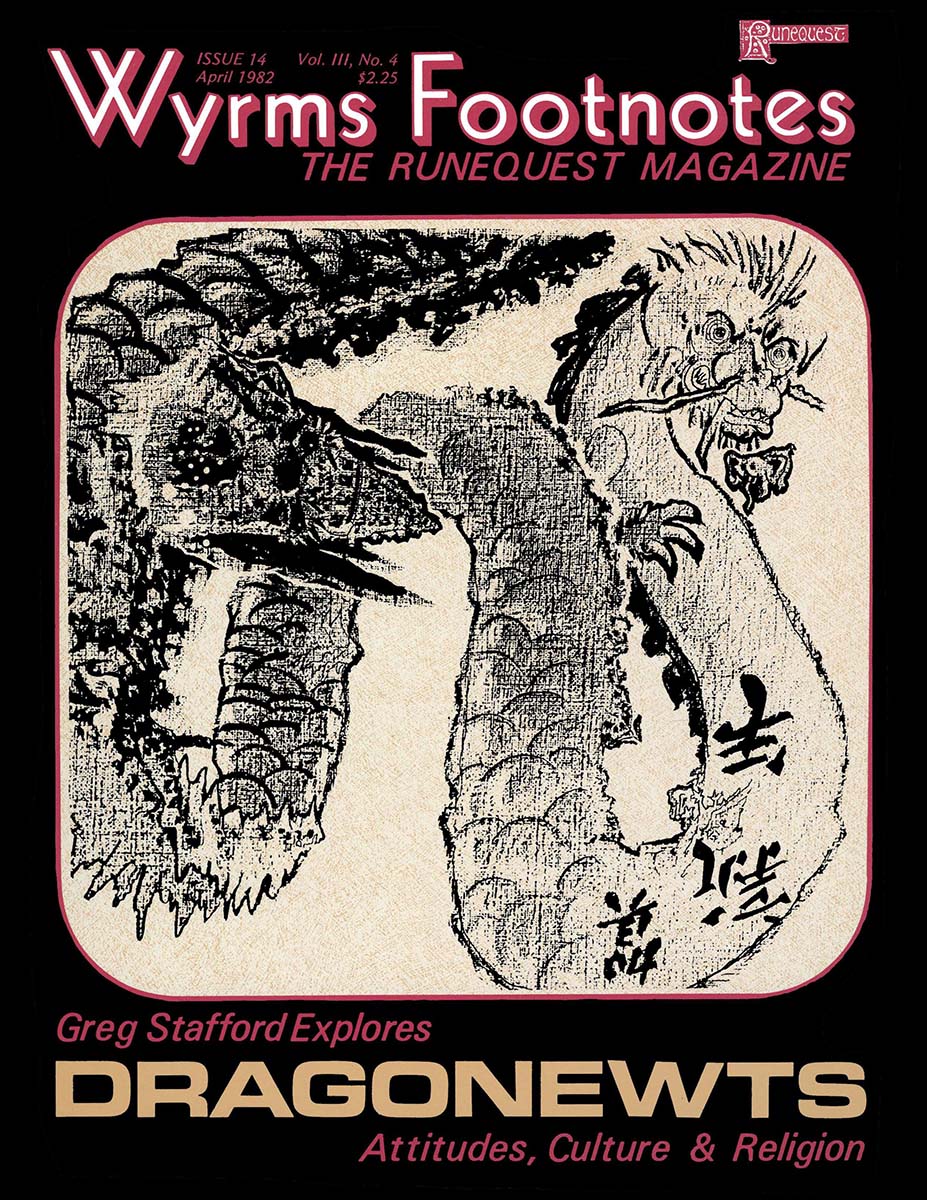 RUNEQUEST
ISSUE 14 Vol. III, No. 4
April 1982 $2.25
Wyrms Footnotes
THE RUNEQUEST MAGAZINE
Greg Stafford Explores
DRAGONEWTS
Attitudes, Culture & Religion